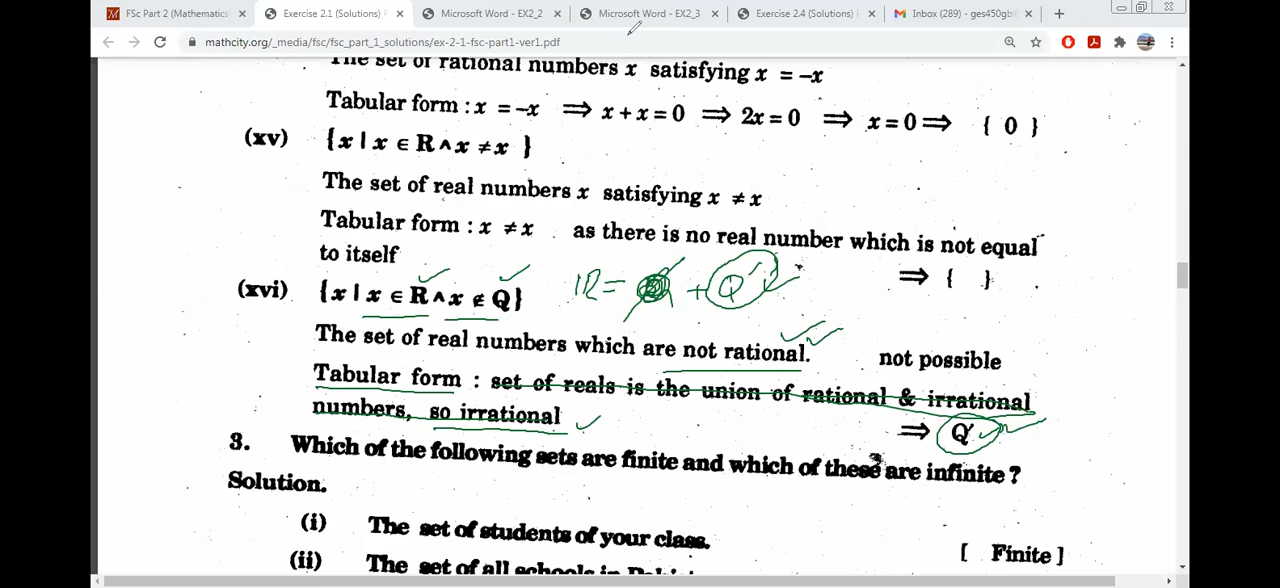 FSc Part 2 (Mathematics
Exercise 2.1 (Solutions)
Microsoft Word - EX2_2
Microsoft Word - EX2_3
Exercise 2.4 (Solutions)
Inbox (289) - ges450gb
mathcity.org/_media/fsc/fsc_part_1_solutions/ex-2-1-fsc-part1-ver1.pdf
The set of rational numbers x satisfying x = –x
Tabular form : x = –x ⟹ x + x = 0 ⟹ 2x = 0 ⟹ x = 0 ⟹ { 0 }
(xv) { x | x ∈ R ∧ x ≠ x }
The set of real numbers x satisfying x ≠ x
Tabular form : x ≠ x as there is no real number which is not equal
to itself ⟹ { }
(xvi) { x | x ∈ R ∧ x ∉ Q } R = + Q′
The set of real numbers which are not rational. not possible
Tabular form : set of reals is the union of rational & irrational
numbers, so irrational ⟹ Q′
3. Which of the following sets are finite and which of these are infinite ?
Solution.
(i) The set of students of your class. [ Finite ]
(ii) The set of all schools in